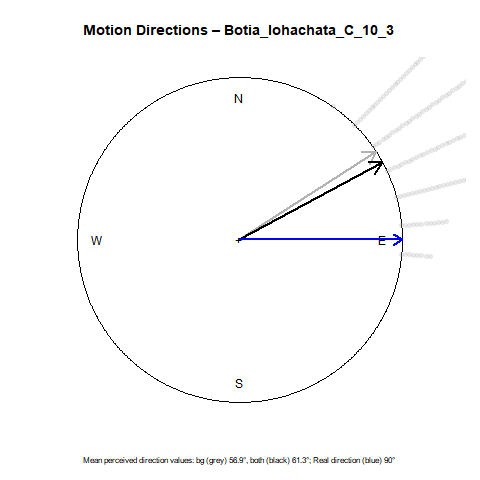 Motion Directions – Botia_lohachata_C_10_3
N
W
E
S
Mean perceived direction values: bg (grey) 56.9°, both (black) 61.3°; Real direction (blue) 90°